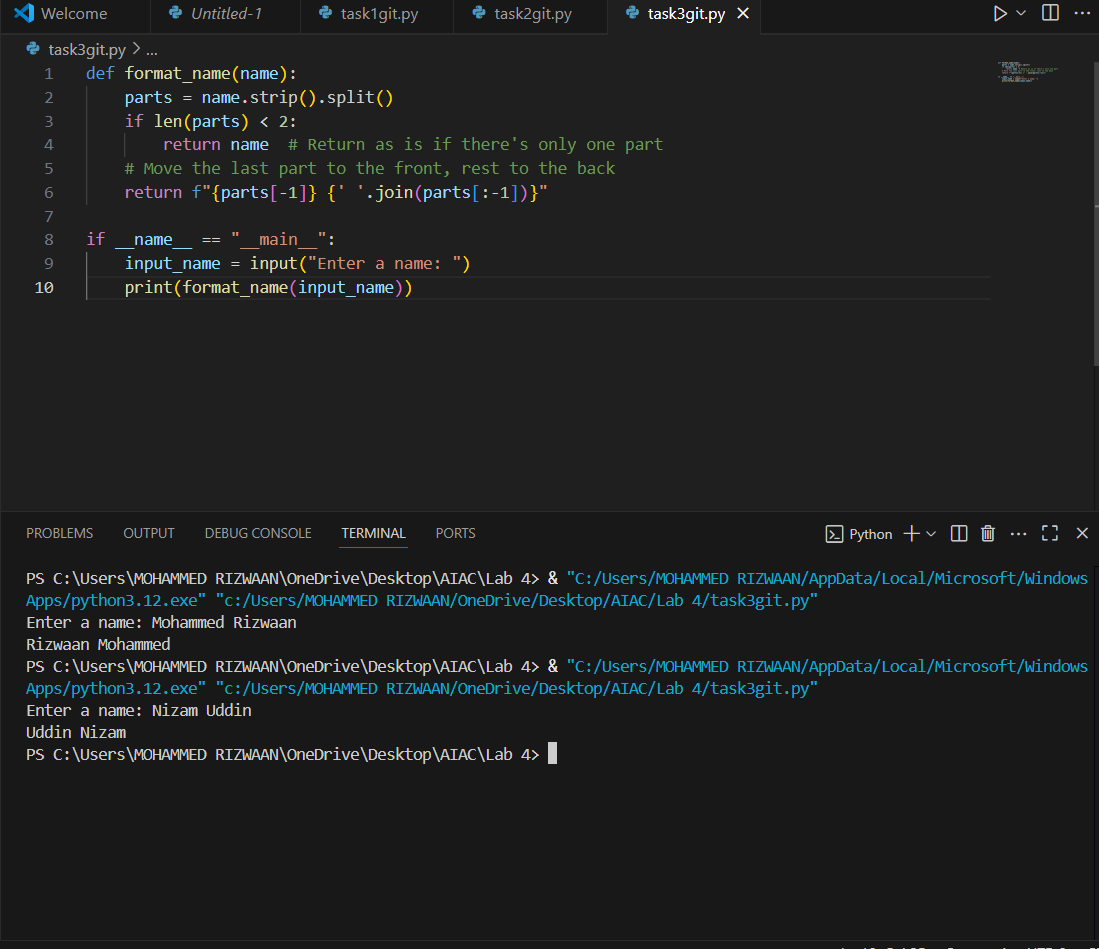 Welcome Untitled-1 task1git.py task2git.py task3git.py
task3git.py > ...
1 def format_name(name):
2     parts = name.strip().split()
3     if len(parts) < 2:
4         return name  # Return as is if there's only one part
5     # Move the last part to the front, rest to the back
6     return f"{parts[-1]} {' '.join(parts[:-1])}"
7
8 if __name__ == "__main__":
9     input_name = input("Enter a name: ")
10     print(format_name(input_name))
PROBLEMS OUTPUT DEBUG CONSOLE TERMINAL PORTS Python
PS C:\Users\MOHAMMED RIZWAAN\OneDrive\Desktop\AIAC\Lab 4> & "C:/Users/MOHAMMED RIZWAAN/AppData/Local/Microsoft/Windows
Apps/python3.12.exe" "c:/Users/MOHAMMED RIZWAAN/OneDrive/Desktop/AIAC/Lab 4/task3git.py"
Enter a name: Mohammed Rizwaan
Rizwaan Mohammed
PS C:\Users\MOHAMMED RIZWAAN\OneDrive\Desktop\AIAC\Lab 4> & "C:/Users/MOHAMMED RIZWAAN/AppData/Local/Microsoft/Windows
Apps/python3.12.exe" "c:/Users/MOHAMMED RIZWAAN/OneDrive/Desktop/AIAC/Lab 4/task3git.py"
Enter a name: Nizam Uddin
Uddin Nizam
PS C:\Users\MOHAMMED RIZWAAN\OneDrive\Desktop\AIAC\Lab 4>